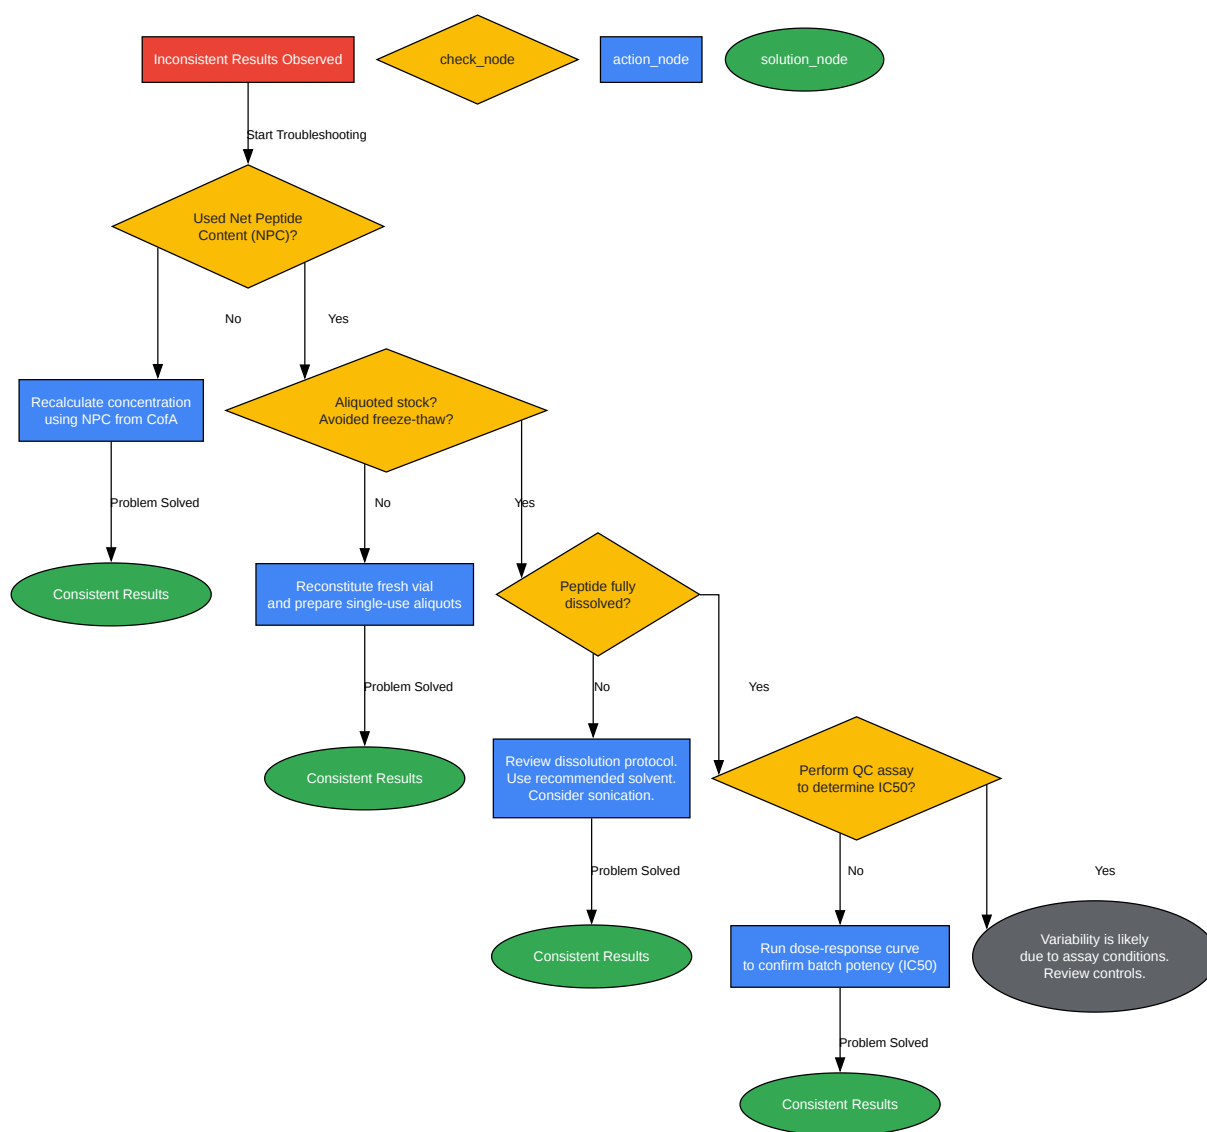 Inconsistent Results Observed
check_node
action_node
solution_node
Start Troubleshooting
Used Net Peptide
Content (NPC)?
No
Yes
Recalculate concentration
using NPC from CofA
Aliquoted stock?
Avoided freeze-thaw?
Problem Solved
No
Yes
Consistent Results
Reconstitute fresh vial
and prepare single-use aliquots
Peptide fully
dissolved?
Problem Solved
No
Yes
Consistent Results
Review dissolution protocol.
Use recommended solvent.
Consider sonication.
Perform QC assay
to determine IC50?
Problem Solved
No
Yes
Consistent Results
Run dose-response curve
to confirm batch potency (IC50)
Variability is likely
due to assay conditions.
Review controls.
Problem Solved
Consistent Results